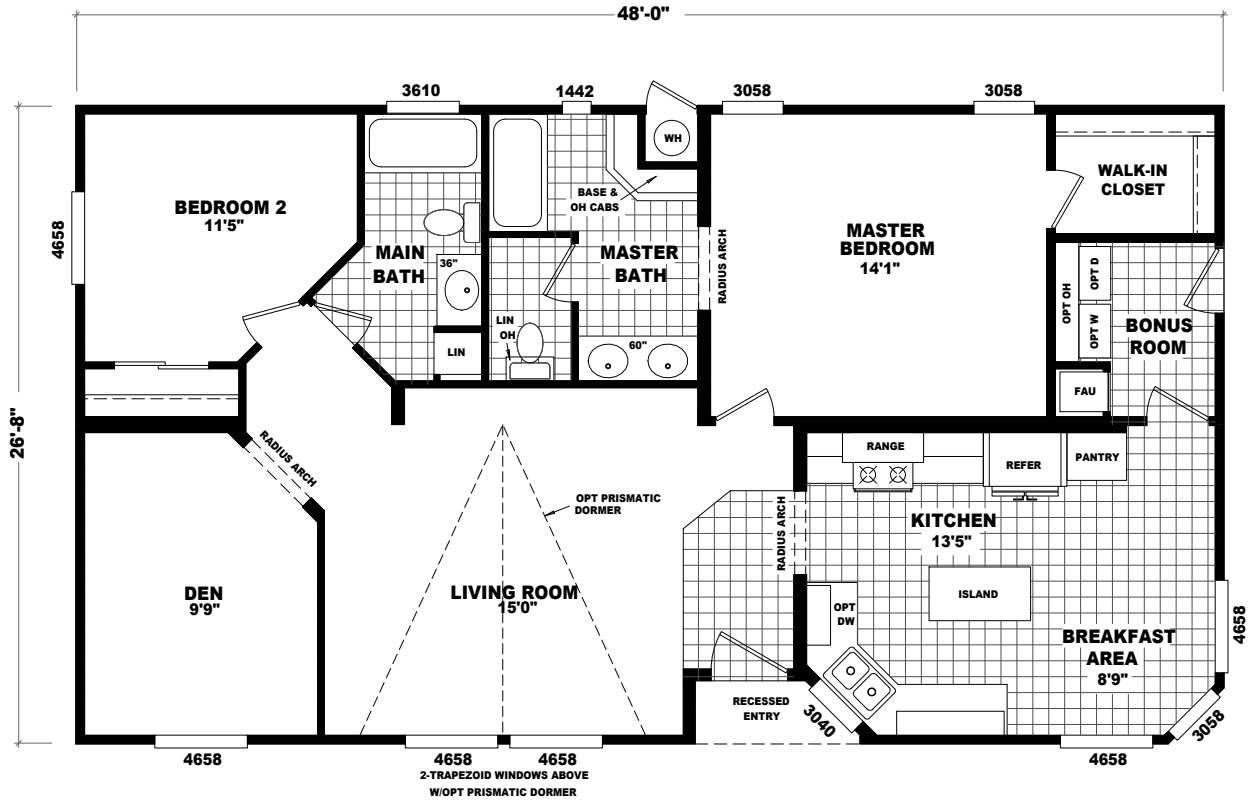 48'-0"
3610
1442
3058
3058
WH
WALK-IN
CLOSET
BASE &
OH CABS
BEDROOM 2
11'5"
4658
MAIN
BATH
36"
MASTER
BATH
RADIUS ARCH
MASTER
BEDROOM
14'1"
OPT OH
OPT D
OPT W
BONUS
ROOM
LIN
OH
60"
LIN
FAU
26'-8"
RADIUS ARCH
RANGE
REFER
PANTRY
OPT PRISMATIC
DORMER
RADIUS ARCH
KITCHEN
13'5"
DEN
9'9"
LIVING ROOM
15'0"
ISLAND
OPT
DW
4658
BREAKFAST
AREA
8'9"
RECESSED
ENTRY
3040
3058
4658
4658
4658
4658
2-TRAPEZOID WINDOWS ABOVE
W/OPT PRISMATIC DORMER